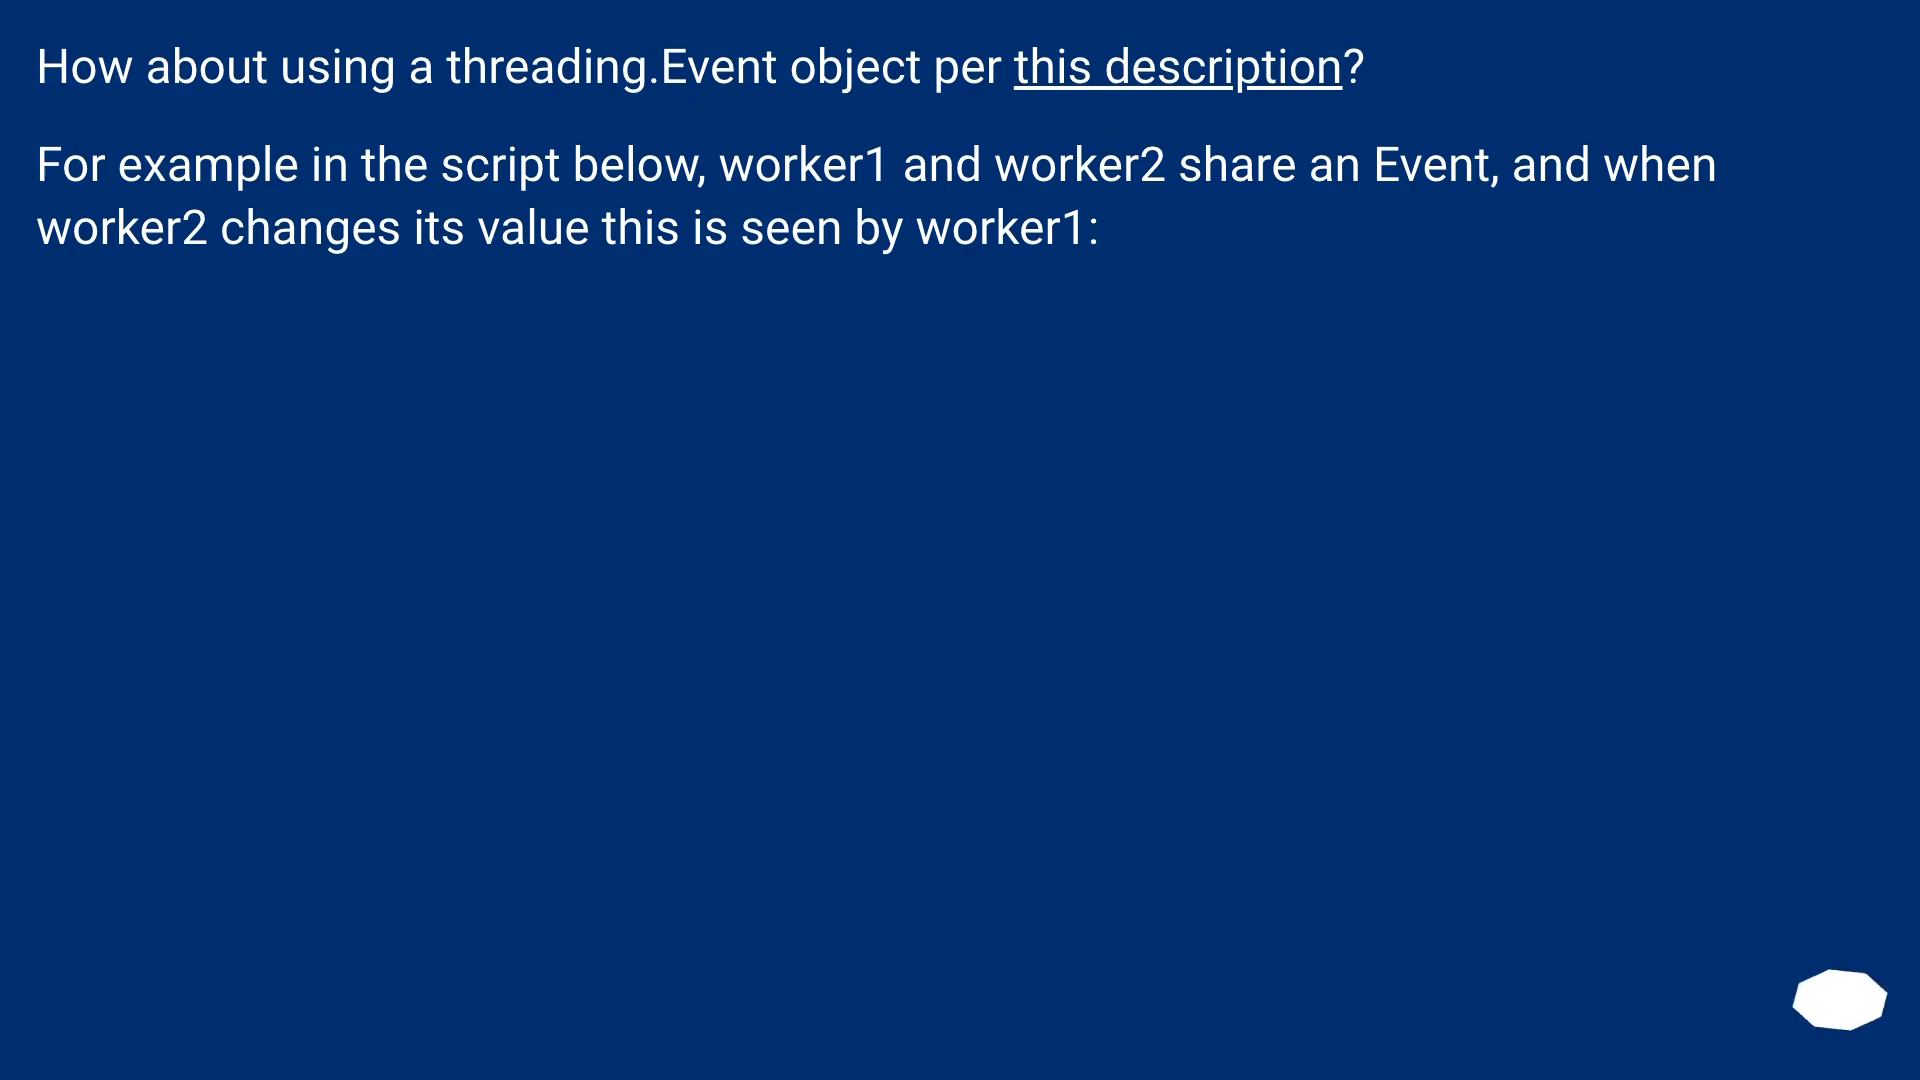 How about using a threading.Event object per this description?
For example in the script below, worker1 and worker2 share an Event, and when
worker2 changes its value this is seen by worker1: